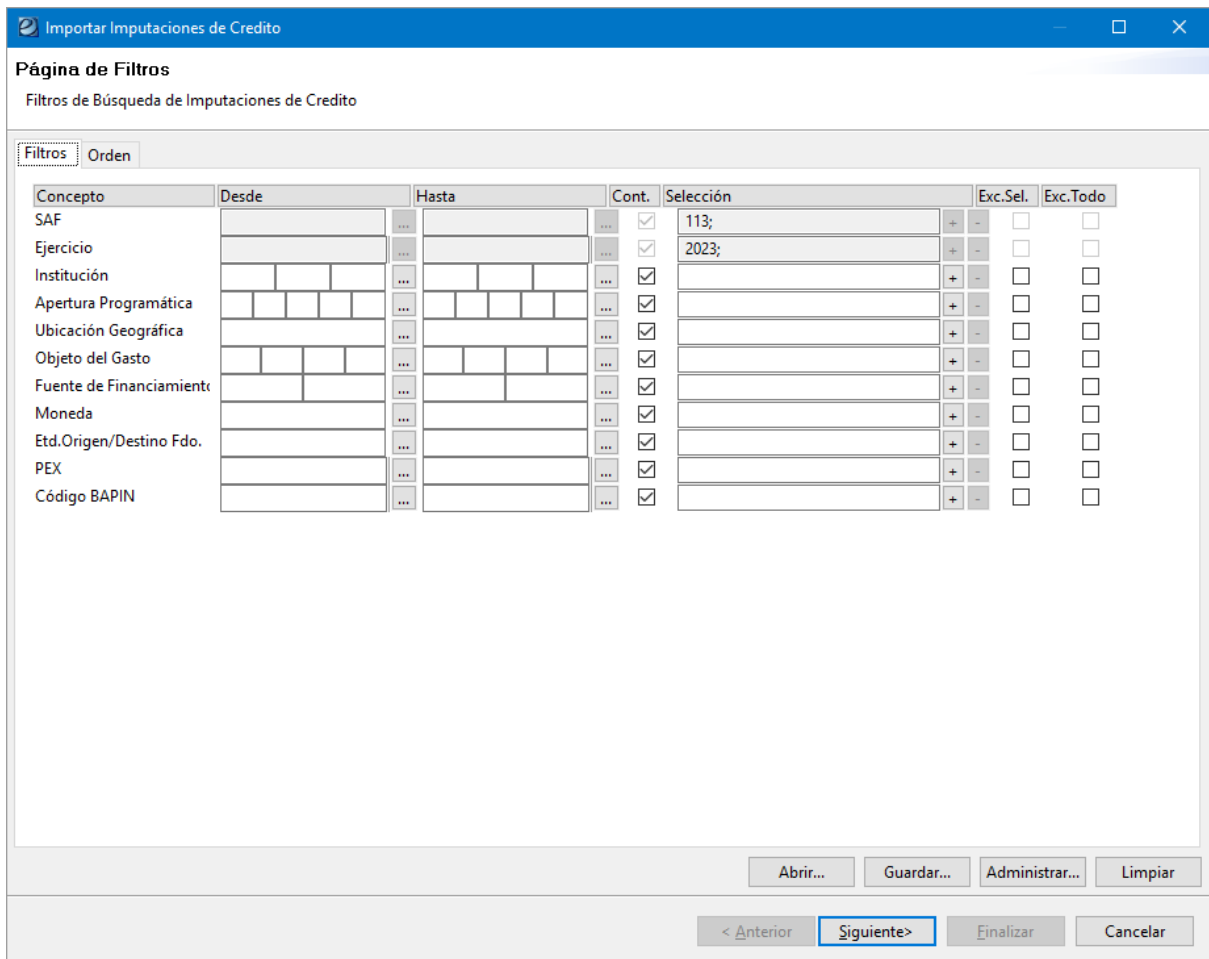 Importar Imputaciones de Credito
Página de Filtros
Filtros de Búsqueda de Imputaciones de Credito
Filtros Orden
Concepto Desde Hasta Cont. Selección Exc.Sel. Exc.Todo
SAF ... ... 113; + -
Ejercicio ... ... 2023; + -
Institución ... ... + -
Apertura Programática ... ... + -
Ubicación Geográfica ... ... + -
Objeto del Gasto ... ... + -
Fuente de Financiamiento ... ... + -
Moneda ... ... + -
Etd.Origen/Destino Fdo. ... ... + -
PEX ... ... + -
Código BAPIN ... ... + -
Abrir... Guardar... Administrar... Limpiar
< Anterior Siguiente> Finalizar Cancelar